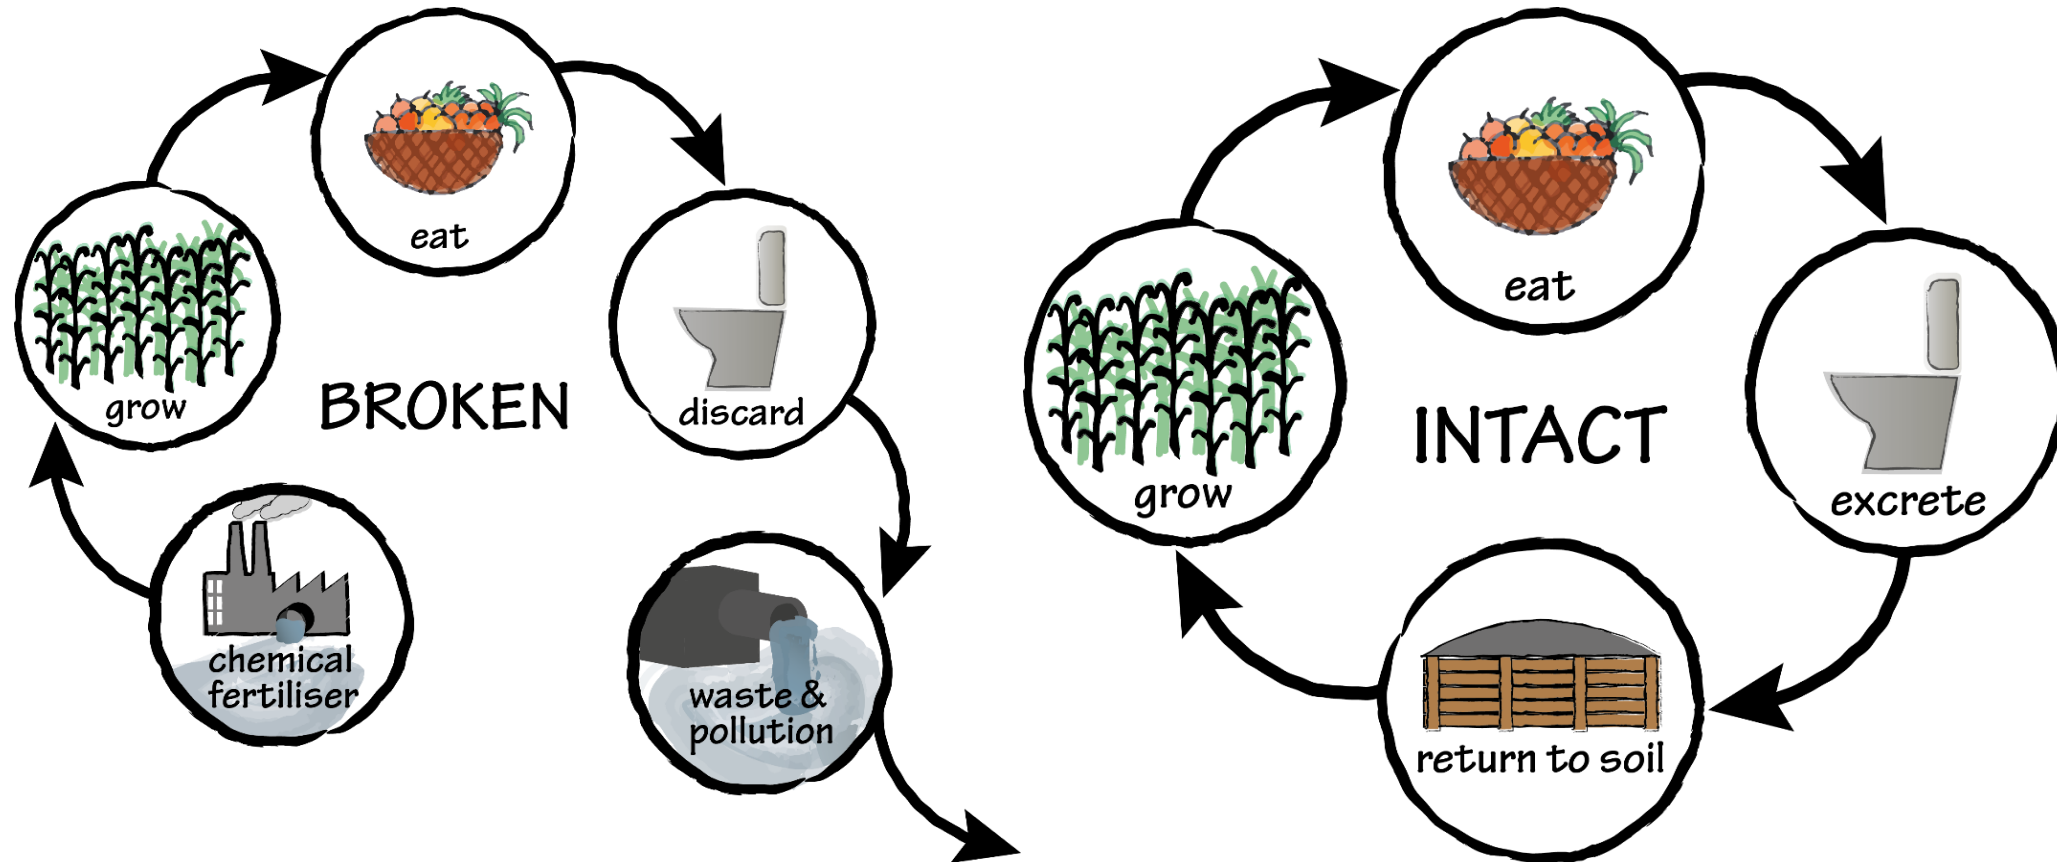 eat
grow
BROKEN
discard
chemical
fertiliser
waste &
pollution
eat
grow
INTACT
excrete
return to soil